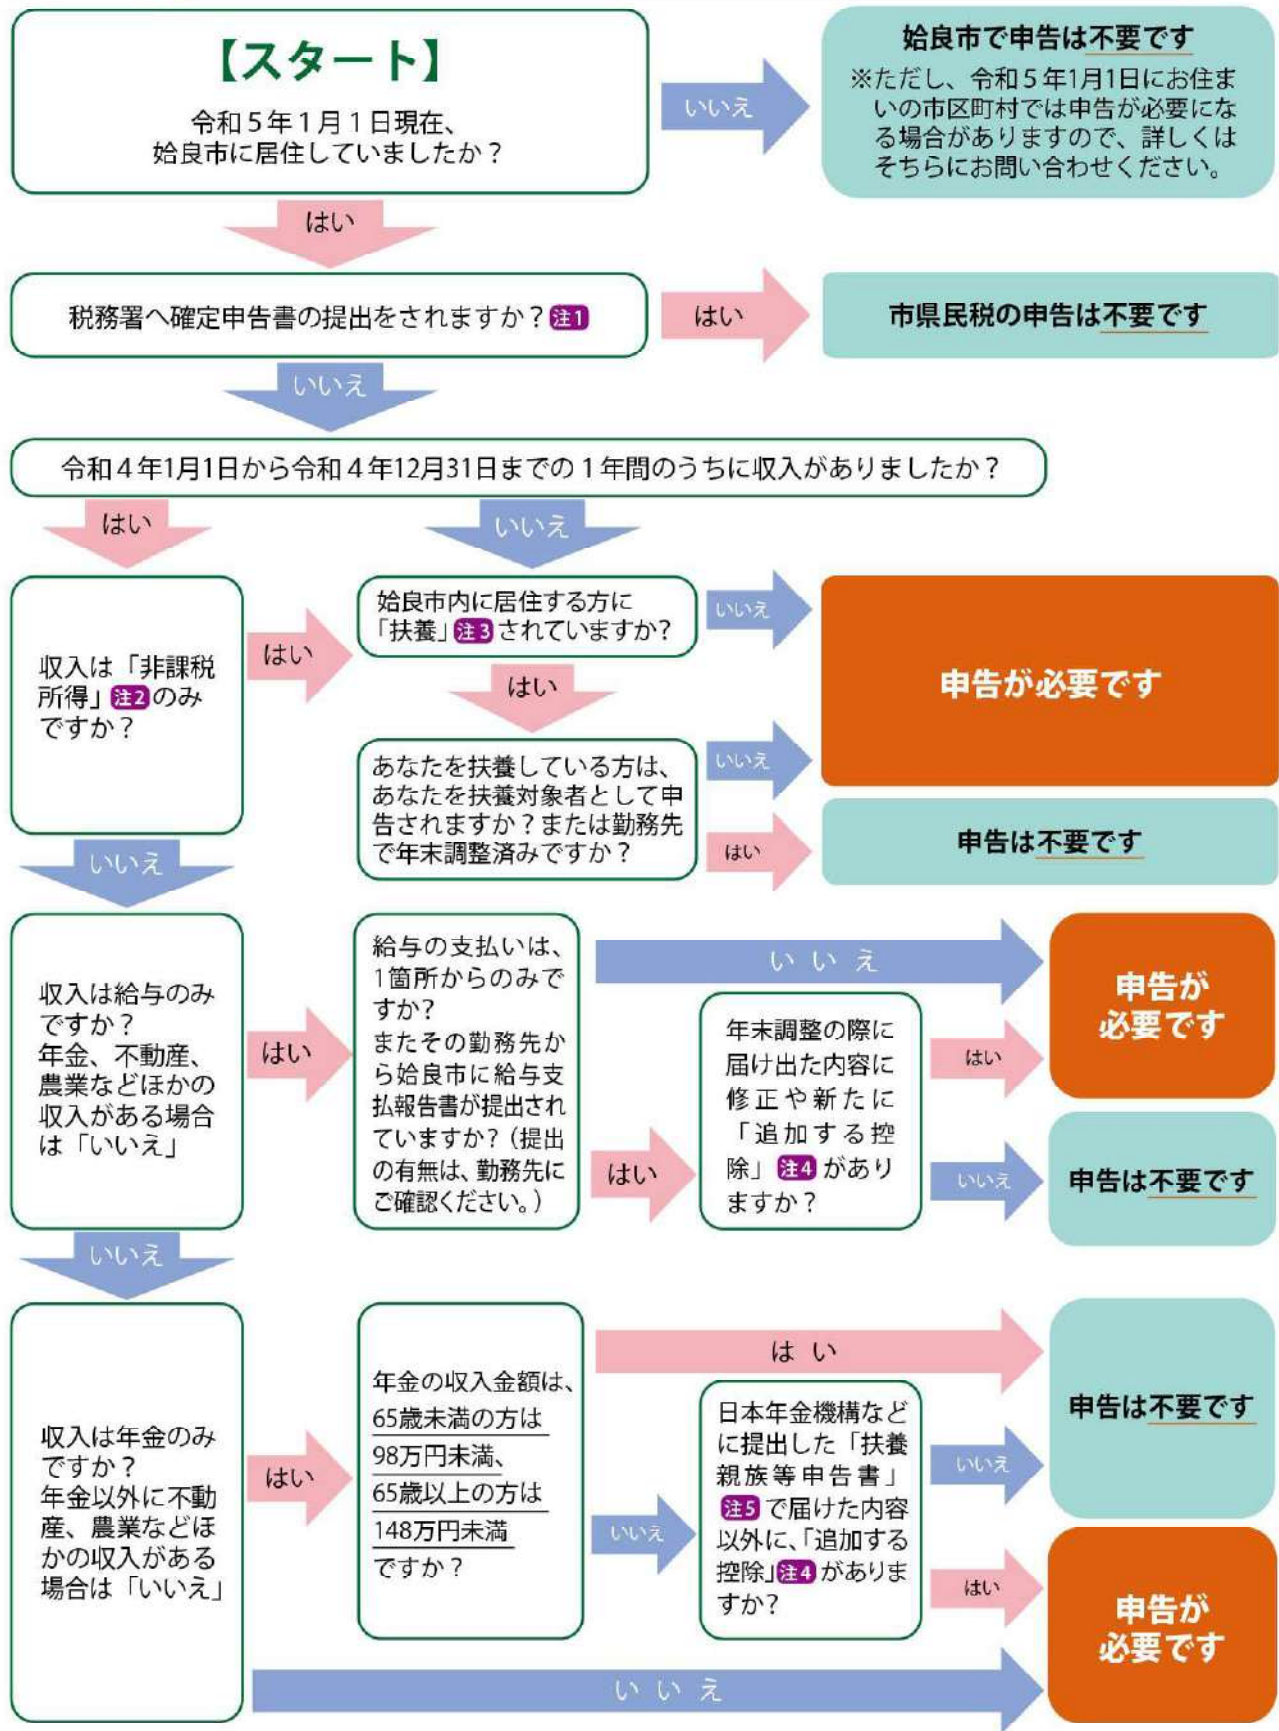 【スタート】
令和5年1月1日現在、
姶良市に居住していましたか？
いいえ
姶良市で申告は不要です
※ただし、令和5年1月1日にお住ま
いの市区町村では申告が必要にな
る場合がありますので、詳しくは
そちらにお問い合わせください。
はい
税務署へ確定申告書の提出をされますか？注1
はい
市県民税の申告は不要です
いいえ
令和4年1月1日から令和4年12月31日までの1年間のうちに収入がありましたか？
はい
いいえ
収入は「非課税
所得」注2のみ
ですか？
はい
姶良市内に居住する方に
「扶養」注3されていますか？
いいえ
申告が必要です
はい
あなたを扶養している方は、
あなたを扶養対象者として申
告されますか？または勤務先
で年末調整済みですか？
いいえ
はい
申告は不要です
いいえ
収入は給与のみ
ですか？
年金、不動産、
農業などほかの
収入がある場合
は「いいえ」
はい
給与の支払いは、
1箇所からのみで
すか？
またその勤務先か
ら姶良市に給与支
払報告書が提出され
ていますか？（提出
の有無は、勤務先に
ご確認ください。）
いいえ
はい
年末調整の際に
届け出た内容に
修正や新たに
「追加する控
除」注4があり
ますか？
はい
申告が
必要です
いいえ
申告は不要です
いいえ
収入は年金のみ
ですか？
年金以外に不動
産、農業などほ
かの収入がある
場合は「いいえ」
はい
年金の収入金額は、
65歳未満の方は
98万円未満、
65歳以上の方は
148万円未満
ですか？
はい
いいえ
日本年金機構など
に提出した「扶養
親族等申告書」
注5で届けた内容
以外に、「追加する
控除」注4がありま
すか？
いいえ
申告は不要です
はい
申告が
必要です
いいえ